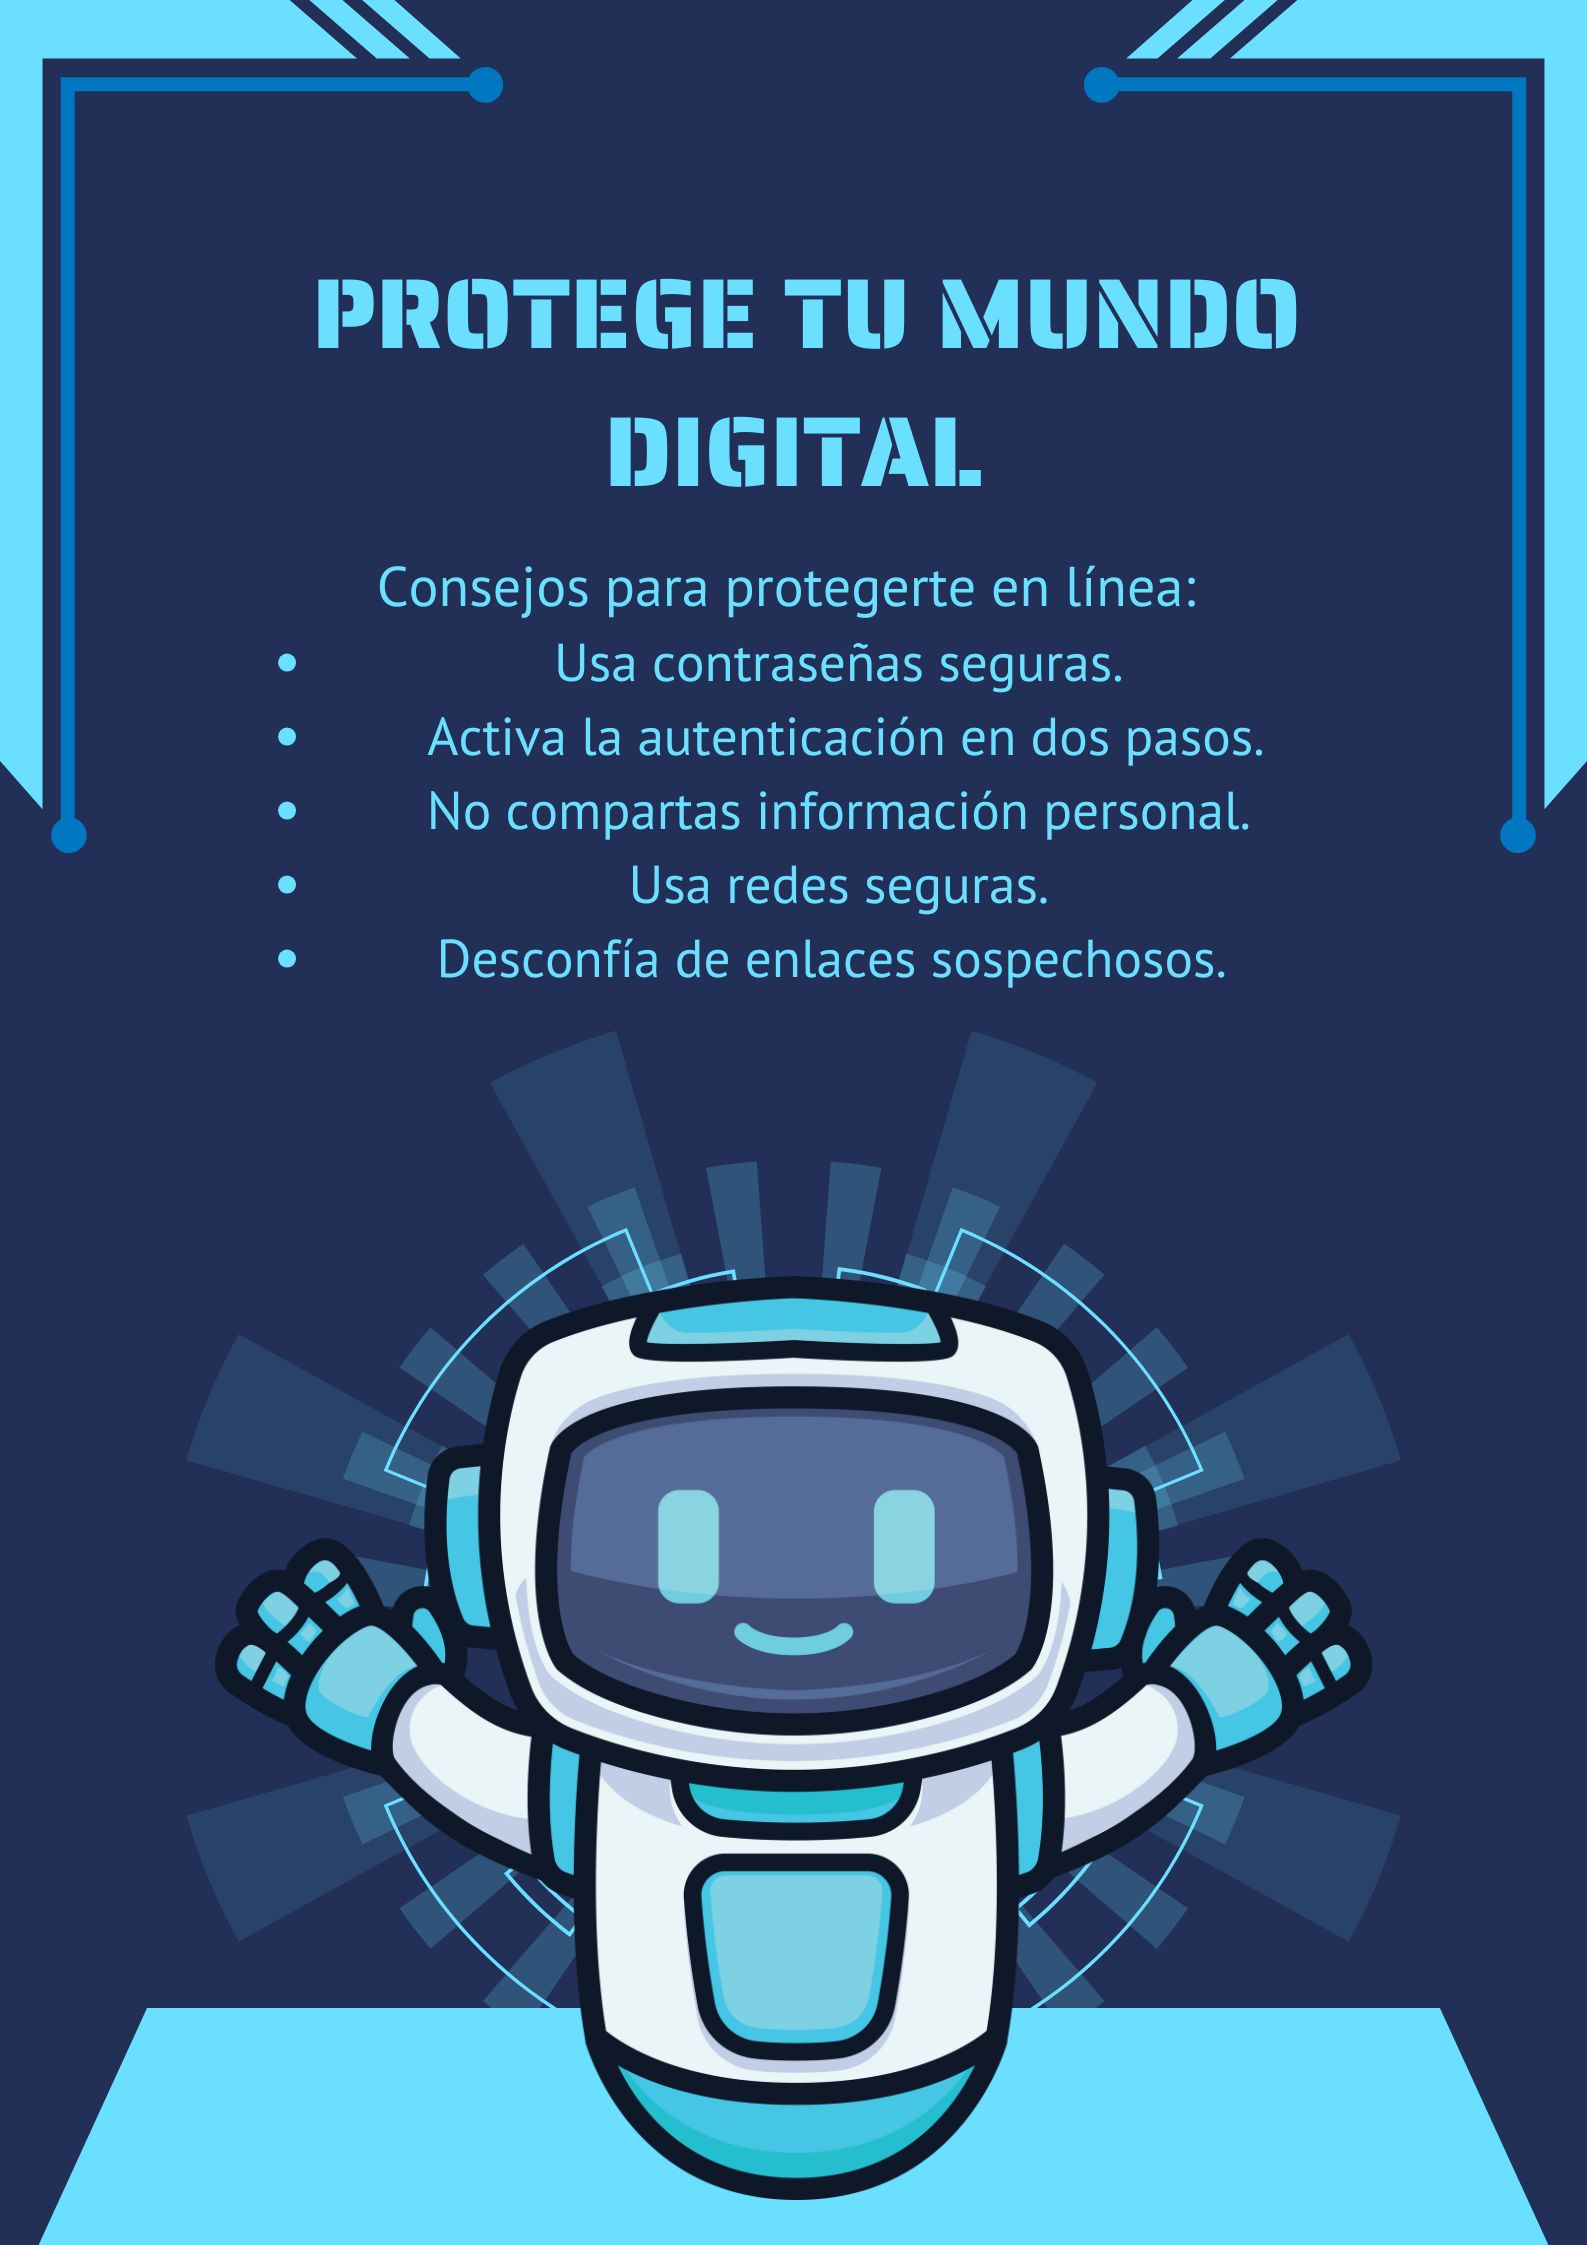 PROTEGE TU MUNDO
DIGITAL
Consejos para protegerte en línea:
• Usa contraseñas seguras.
• Activa la autenticación en dos pasos.
• No compartas información personal.
• Usa redes seguras.
• Desconfía de enlaces sospechosos.